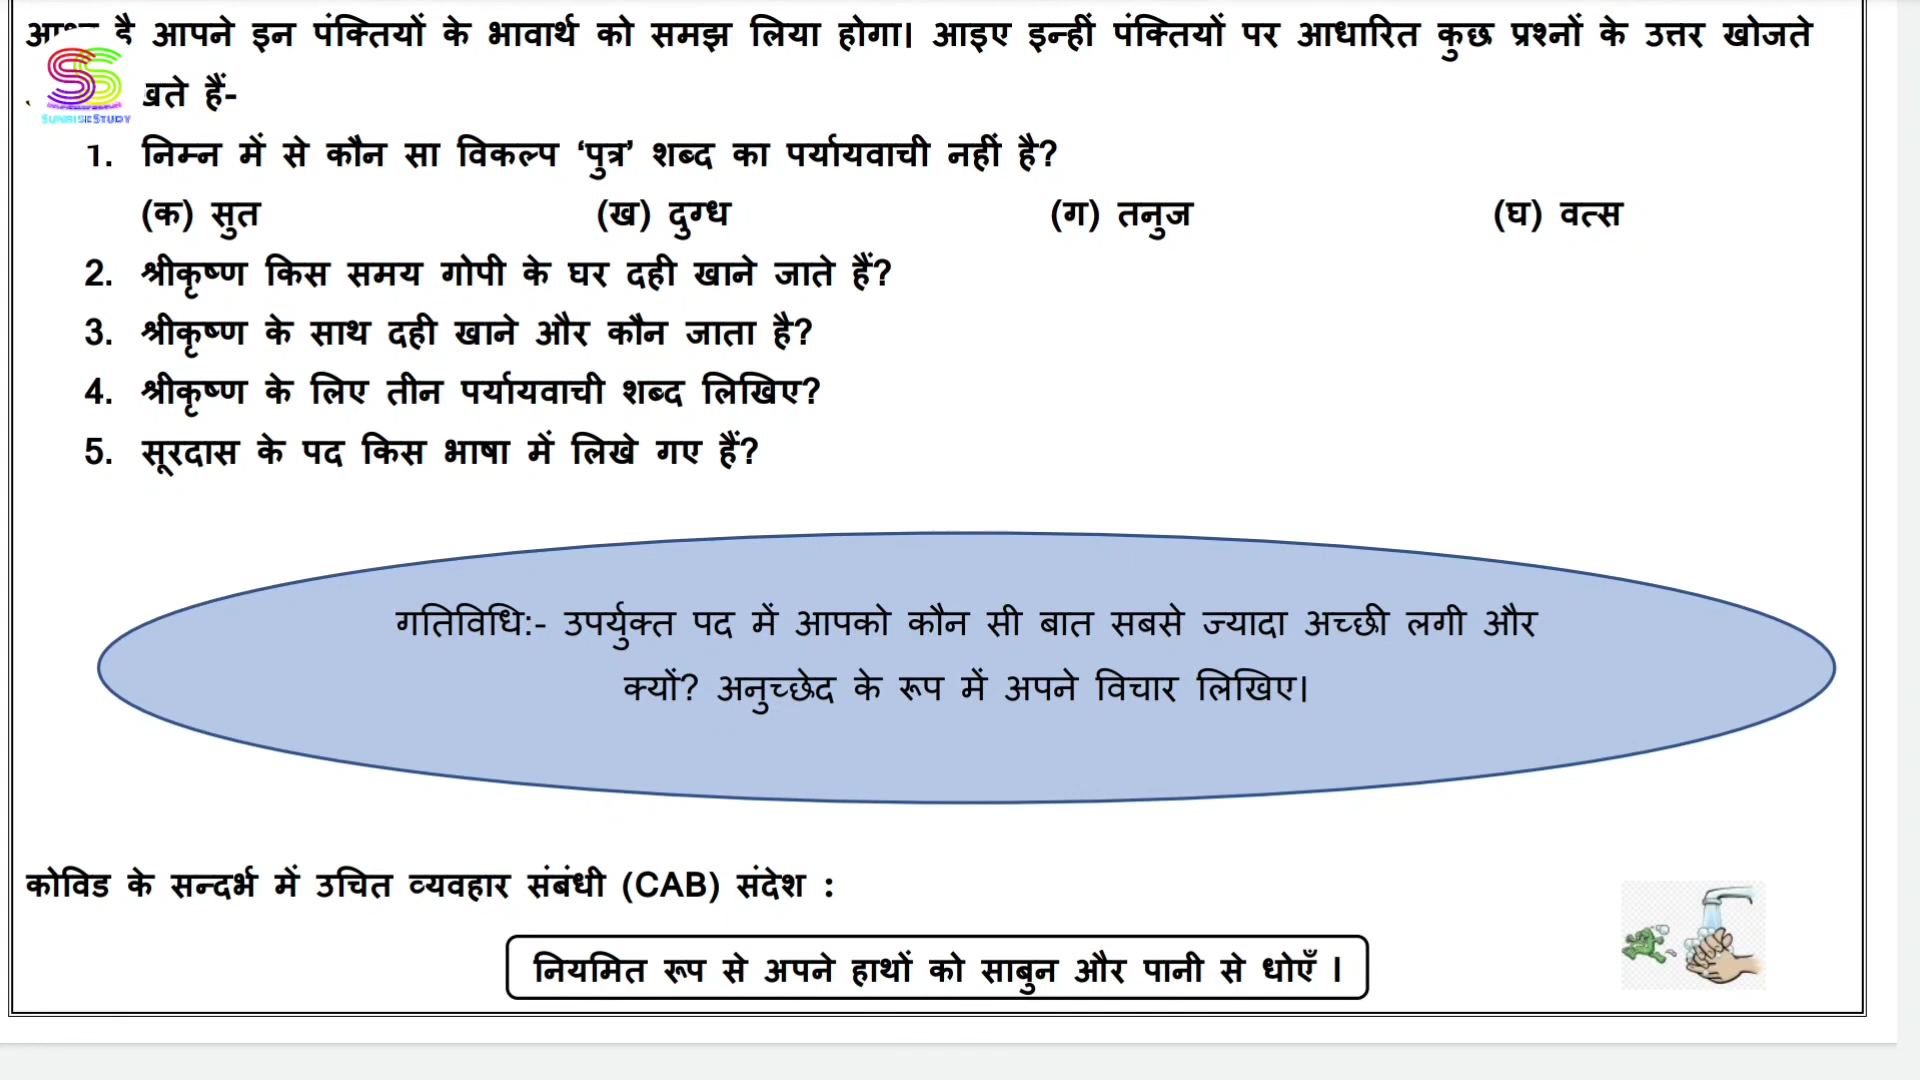 है आपने इन पंक्तियों के भावार्थ को समझ लिया होगा। आइए इन्हीं पंक्तियों पर आधारित कुछ प्रश्नों के उत्तर खोजते
हैं-
SUNRISE STUDY
1. निम्न में से कौन सा विकल्प ‘पुत्र’ शब्द का पर्यायवाची नहीं है?
(क) सुत (ख) दुग्ध (ग) तनुज (घ) वत्स
2. श्रीकृष्ण किस समय गोपी के घर दही खाने जाते हैं?
3. श्रीकृष्ण के साथ दही खाने और कौन जाता है?
4. श्रीकृष्ण के लिए तीन पर्यायवाची शब्द लिखिए?
5. सूरदास के पद किस भाषा में लिखे गए हैं?
गतिविधि:- उपर्युक्त पद में आपको कौन सी बात सबसे ज्यादा अच्छी लगी और
क्यों? अनुच्छेद के रूप में अपने विचार लिखिए।
कोविड के सन्दर्भ में उचित व्यवहार संबंधी (CAB) संदेश :
नियमित रूप से अपने हाथों को साबुन और पानी से धोएँ ।